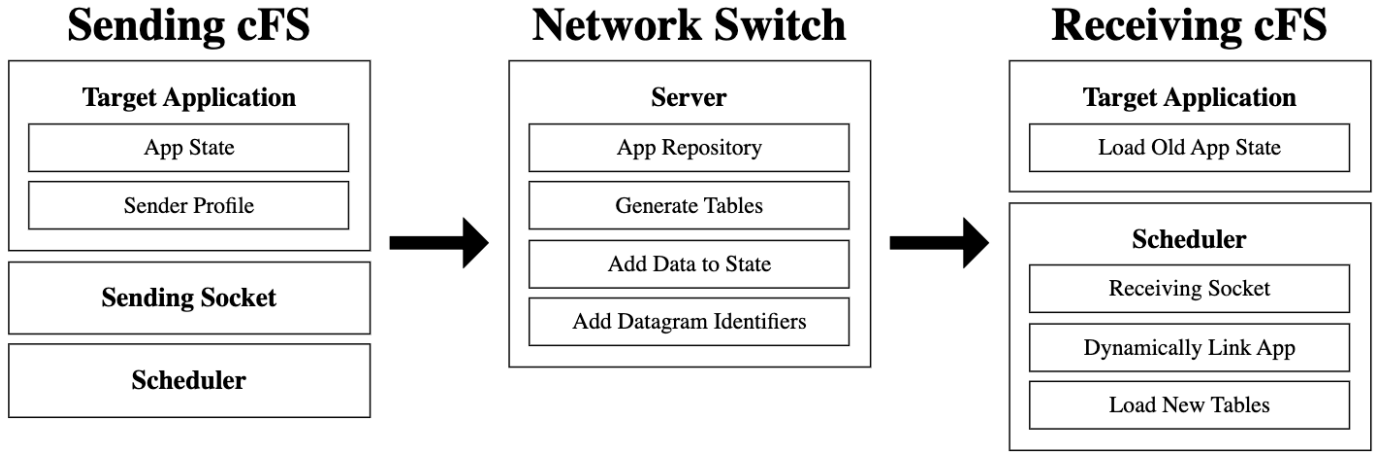 Sending cFS
Target Application
App State
Sender Profile
Sending Socket
Scheduler
Network Switch
Server
App Repository
Generate Tables
Add Data to State
Add Datagram Identifiers
Receiving cFS
Target Application
Load Old App State
Scheduler
Receiving Socket
Dynamically Link App
Load New Tables